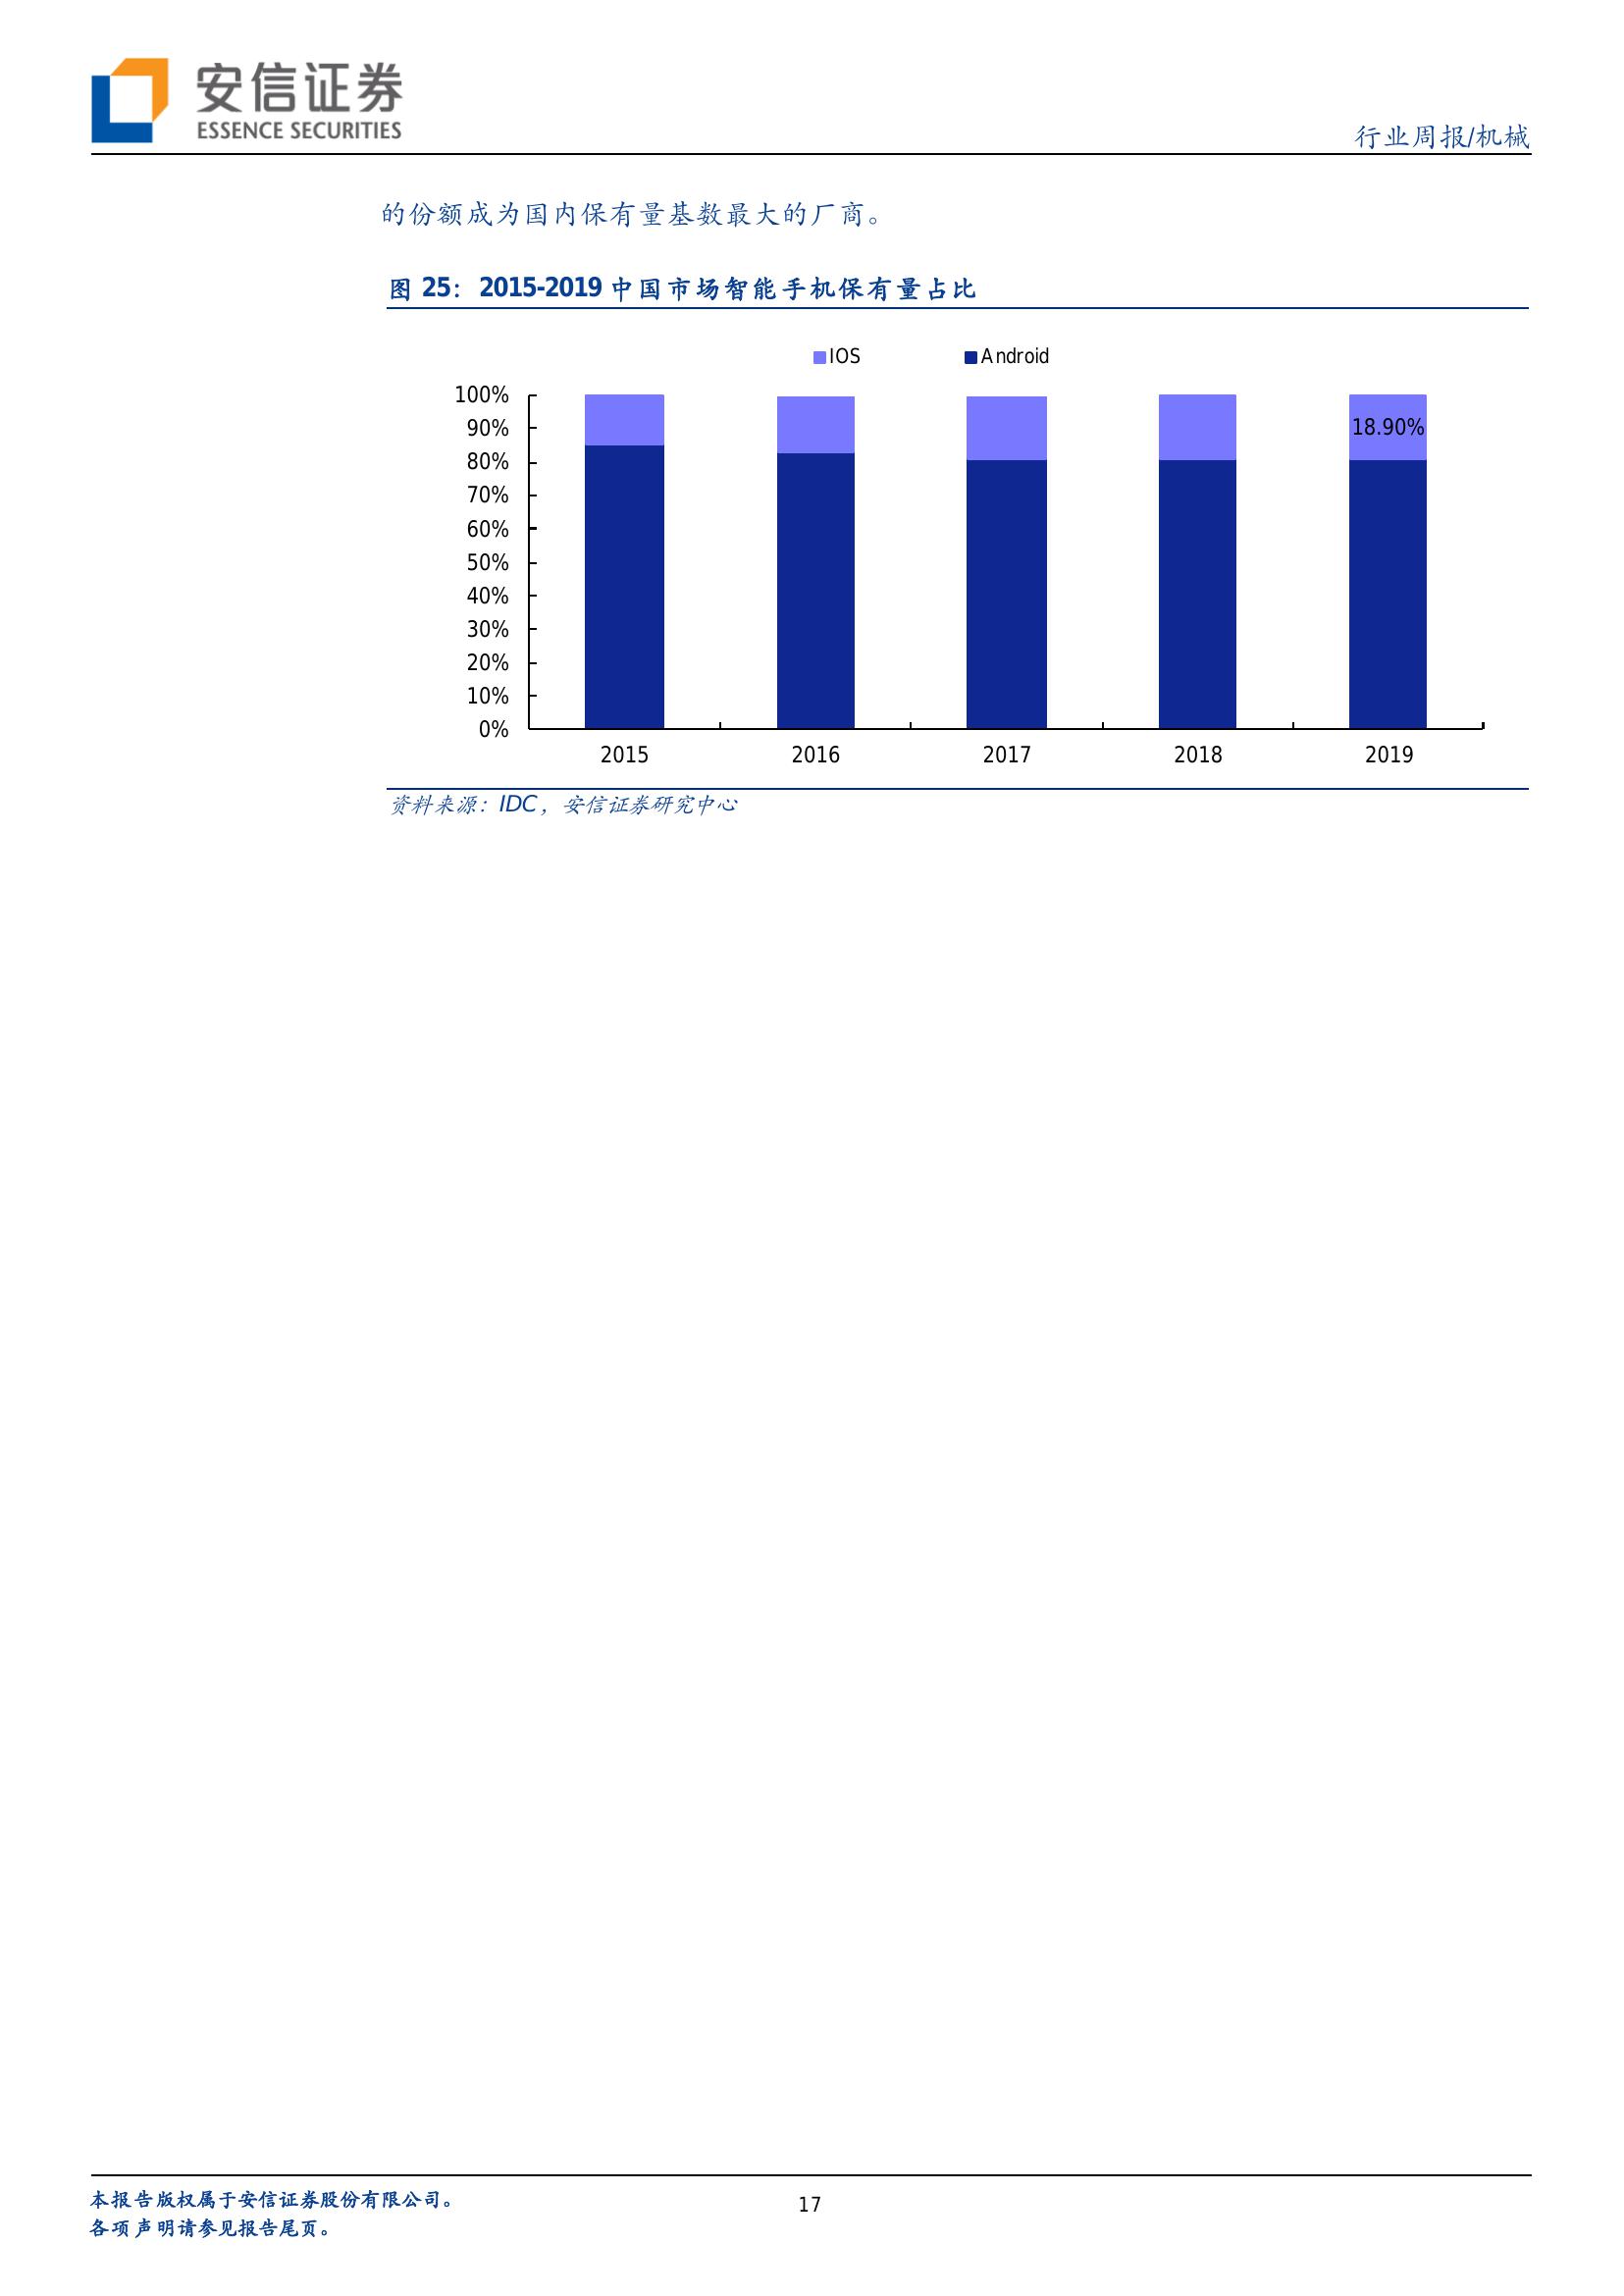 安信证券
ESSENCE SECURITIES
行业周报/机械
的份额成为国内保有量基数最大的厂商。
图 25：2015-2019 中国市场智能手机保有量占比
IOS Android
100%
90%
80%
70%
60%
50%
40%
30%
20%
10%
0%
18.90%
2015 2016 2017 2018 2019
资料来源：IDC，安信证券研究中心
本报告版权属于安信证券股份有限公司。
各项声明请参见报告尾页。
17